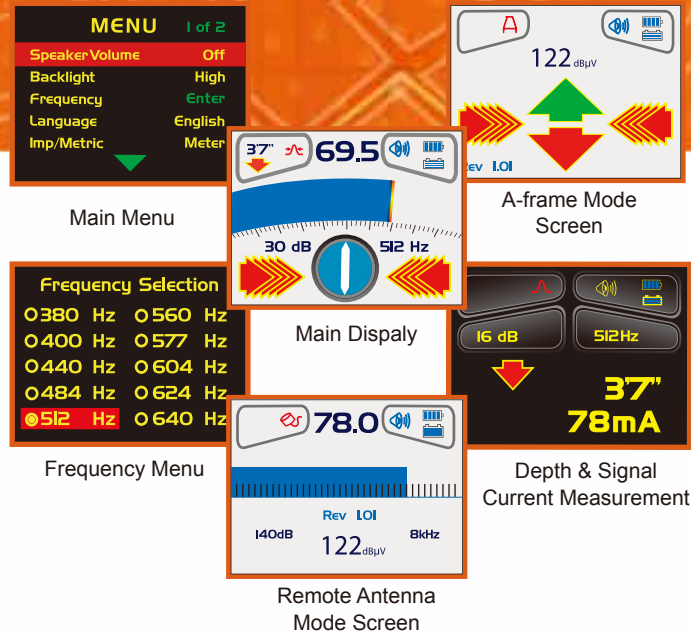 MENU 1 of 2
Speaker Volume Off
Backlight High
Frequency Enter
Language English
Imp/Metric Meter
Main Menu
3'7" 69.5
30 dB 512 Hz
Main Dispaly
122 dBµV
Rev 1.01
A-frame Mode
Screen
Frequency Selection
380 Hz 560 Hz
400 Hz 577 Hz
440 Hz 604 Hz
484 Hz 624 Hz
512 Hz 640 Hz
Frequency Menu
78.0
Rev 1.01
140dB 8kHz
122 dBµV
Remote Antenna
Mode Screen
16 dB 512Hz
3'7"
78mA
Depth & Signal
Current Measurement